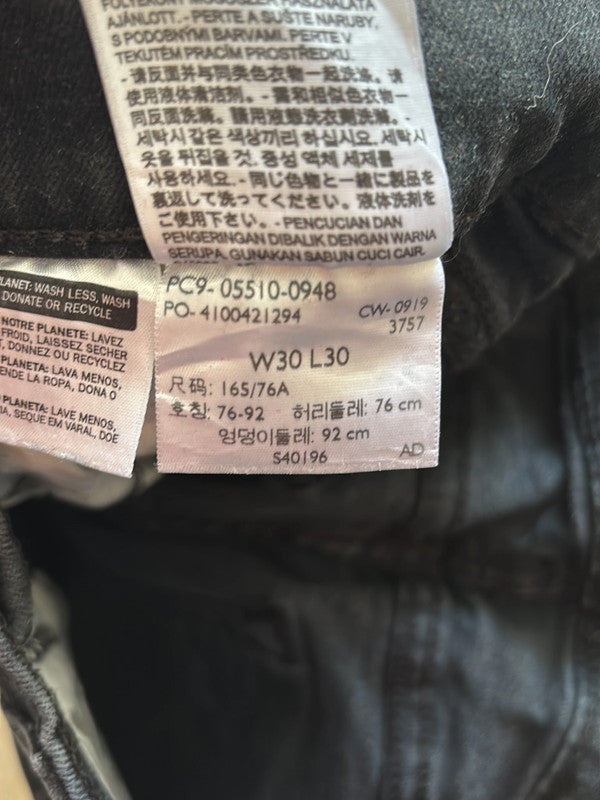 AJÁNLOTT. - PERTE A SUŠTE NARUBY,
S PODOBNÝMI BARVAMI. PERTE V
TEKUTÉM PRACÍM PROSTŘEDKU.
- 请反面并与同类色衣物一起洗涤。请
使用液体清洁剂。- 需和相似色衣物一
同反面洗滌。請用液態洗衣劑洗滌。-
세탁시 같은 색상끼리 하십시요. 세탁시
옷을 뒤집을 것. 중성 액체 세제를
사용하세요. - 同じ色物と一緒に製品を
裏返して洗ってください。液体洗剤を
ご使用下さい。- PENCUCIAN DAN
PENGERINGAN DIBALIK DENGAN WARNA
SERUPA, GUNAKAN SABUN CUCI CAIR.
PLANET: WASH LESS, WASH
DONATE OR RECYCLE
NOTRE PLANETE: LAVEZ
FROID, LAISSEZ SECHER
DONNEZ OU RECYCLEZ
PLANETA: LAVA MENOS,
ENDE LA ROPA, DONA O
PLANETA: LAVE MENOS,
SEQUE EM VARAL, DOE
PC9- 05510-0948
PO- 4100421294
CW- 0919
3757
W30 L30
尺码: 165/76A
호칭: 76-92 허리둘레: 76 cm
엉덩이둘레: 92 cm
S40196
AD